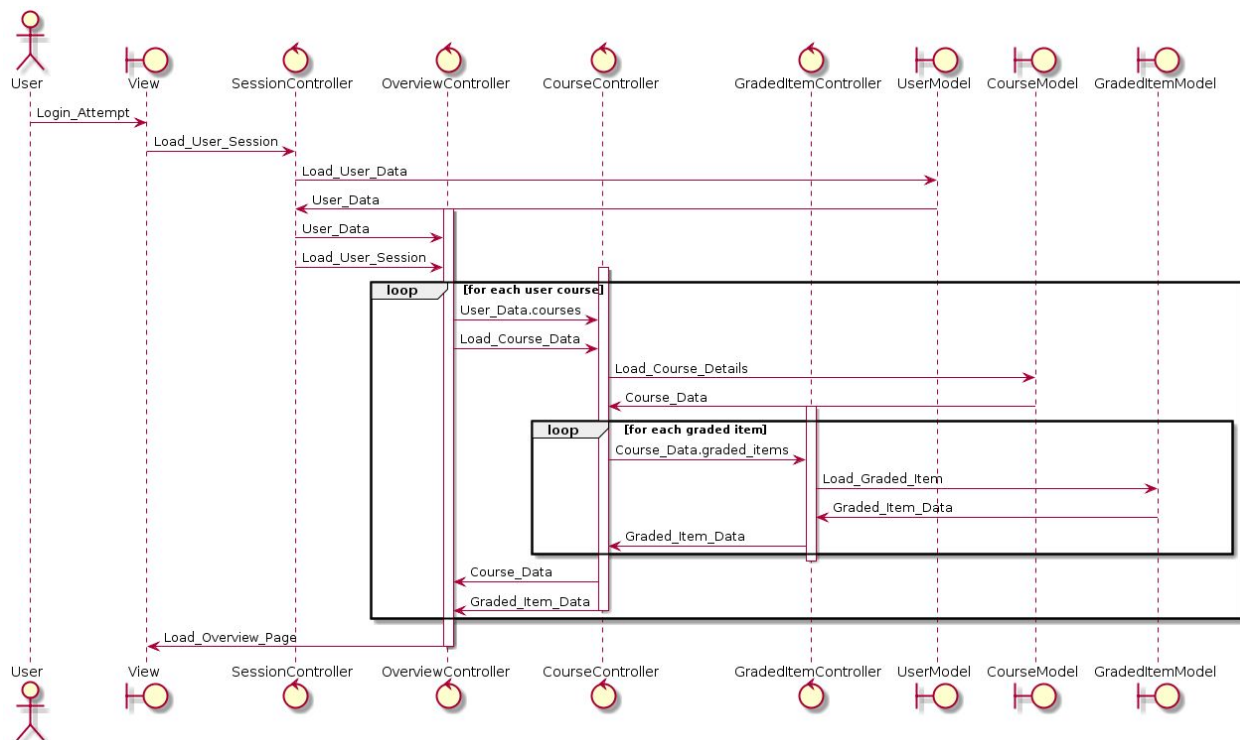 User View SessionController OverviewController CourseController GradedItemController UserModel CourseModel GradedItemModel
Login_Attempt
Load_User_Session
Load_User_Data
User_Data
User_Data
Load_User_Session
loop [for each user course]
User_Data.courses
Load_Course_Data
Load_Course_Details
Course_Data
loop [for each graded item]
Course_Data.graded_items
Load_Graded_Item
Graded_Item_Data
Graded_Item_Data
Course_Data
Graded_Item_Data
Load_Overview_Page
User View SessionController OverviewController CourseController GradedItemController UserModel CourseModel GradedItemModel